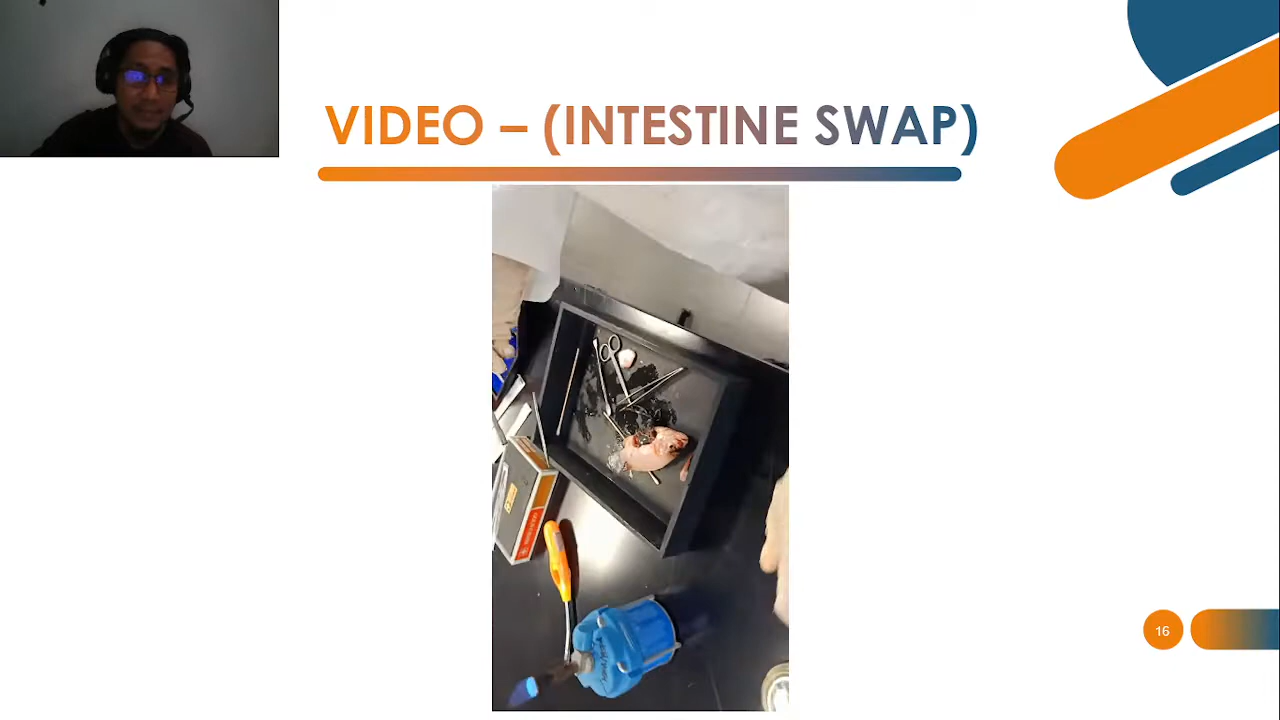 VIDEO – (INTESTINE SWAP)
16